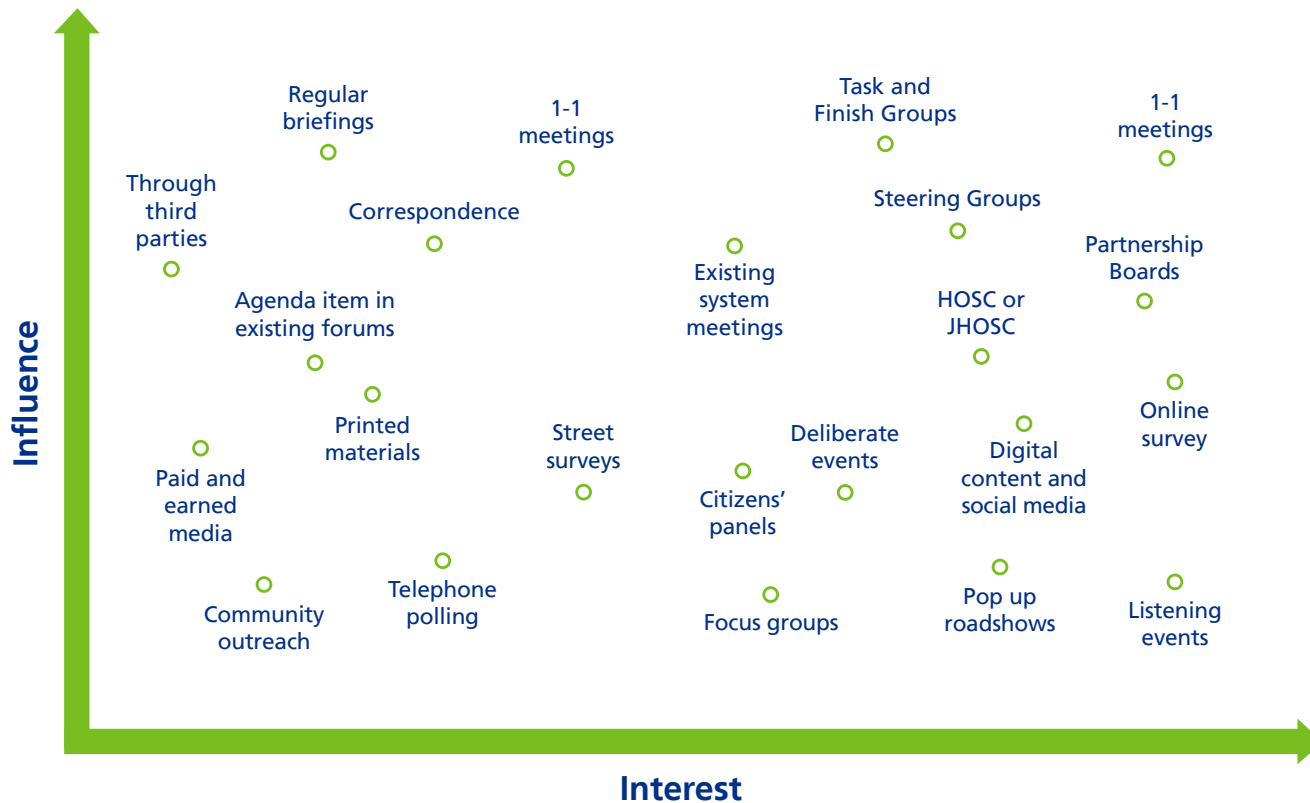 Regular
briefings
1-1
meetings
Task and
Finish Groups
1-1
meetings
Through
third
parties
Correspondence
Steering Groups
Partnership
Boards
Existing
system
meetings
Agenda item in
existing forums
HOSC or
JHOSC
Influence
Printed
materials
Street
surveys
Deliberate
events
Online
survey
Digital
content and
social media
Paid and
earned
media
Citizens’
panels
Community
outreach
Telephone
polling
Focus groups
Pop up
roadshows
Listening
events
Interest